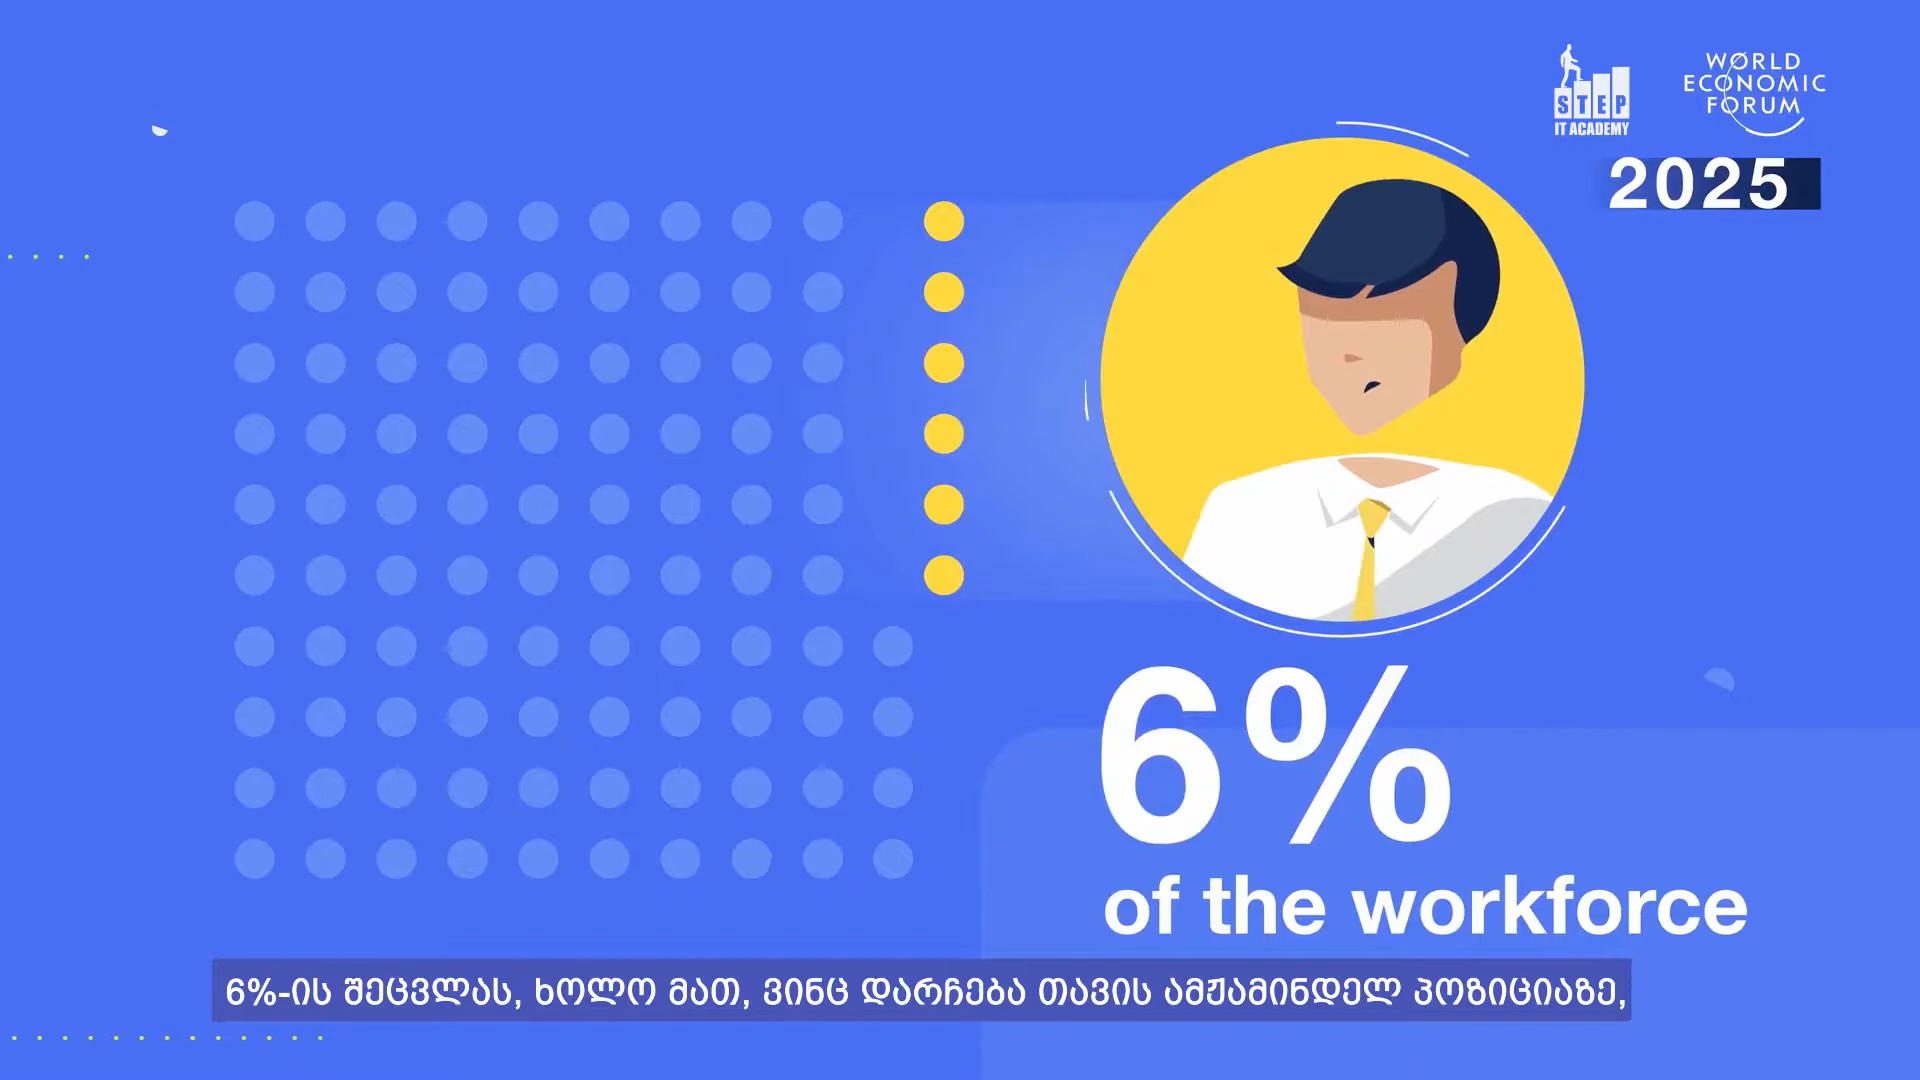 STEP
IT ACADEMY
WORLD
ECONOMIC
FORUM
2025
6%
of the workforce
6%-ის შეცვლას, ხოლო მათ, ვინც დარჩება თავის ამჟამინდელ პოზიციაზე,